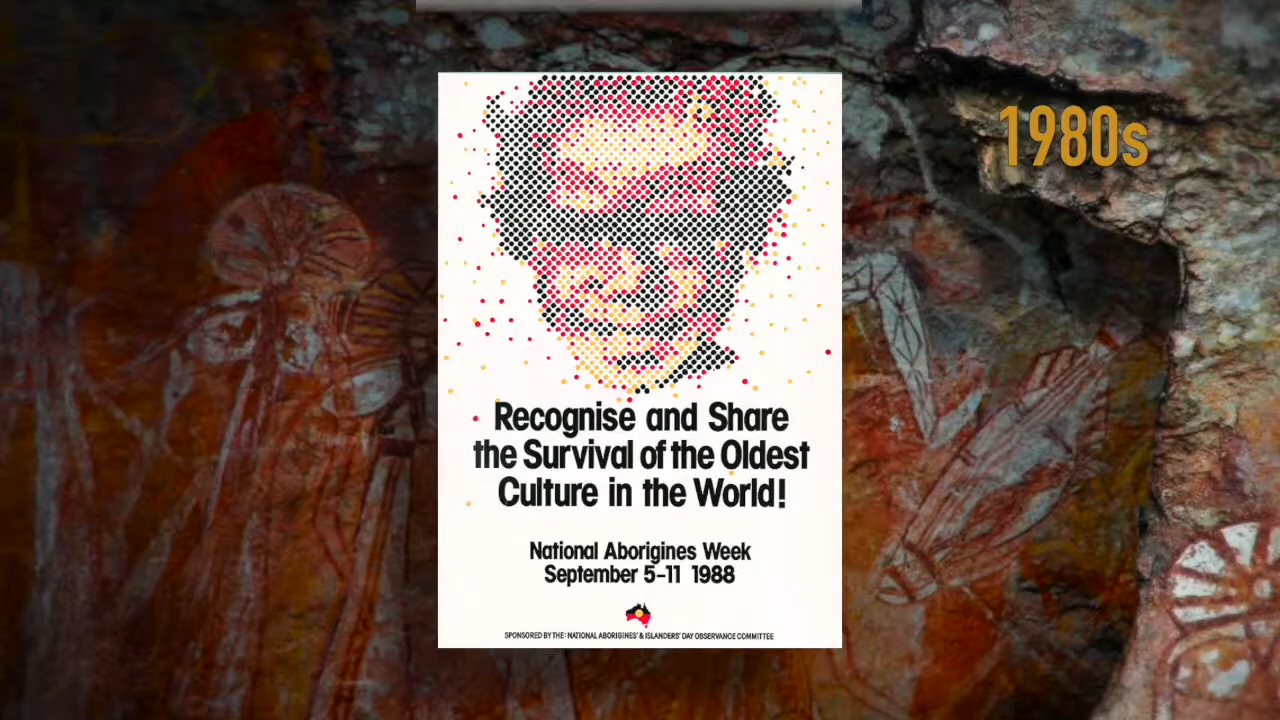 1980s
Recognise and Share
the Survival of the Oldest
Culture in the World!
National Aborigines Week
September 5-11 1988
SPONSORED BY THE: NATIONAL ABORIGINES' & ISLANDERS' DAY OBSERVANCE COMMITTEE